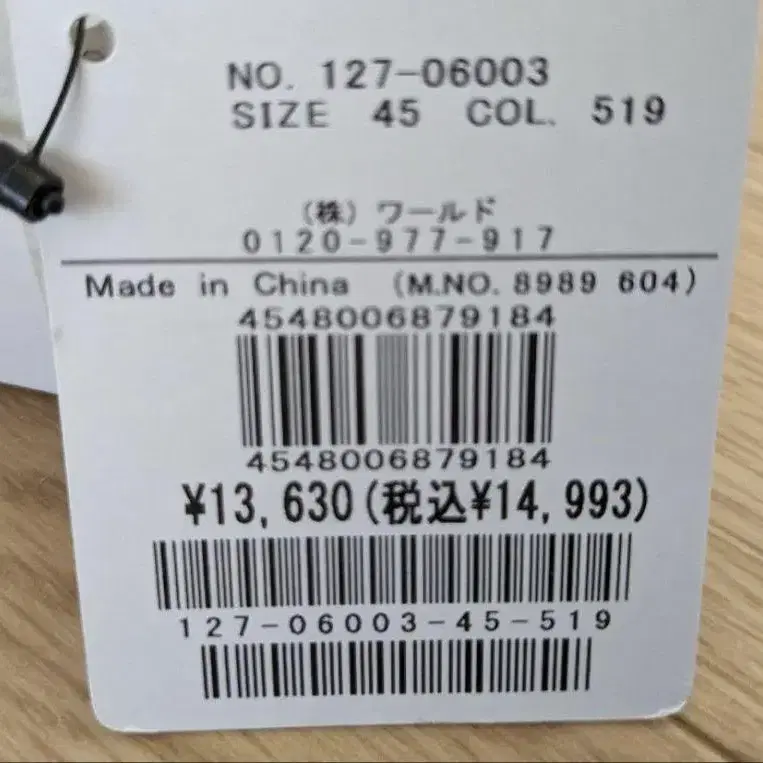 NO. 127-06003
SIZE 45 COL. 519
(株)ワールド
0120-977-917
Made in China (M.NO. 8989 604)
4548006879184
4548006879184
¥13,630(税込¥14,993)
127-06003-45-519